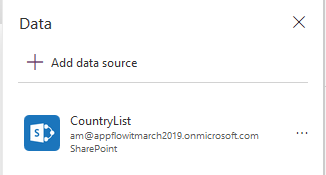 Data
Add data source
CountryList
am@appflowitmarch2019.onmicrosoft.com
SharePoint